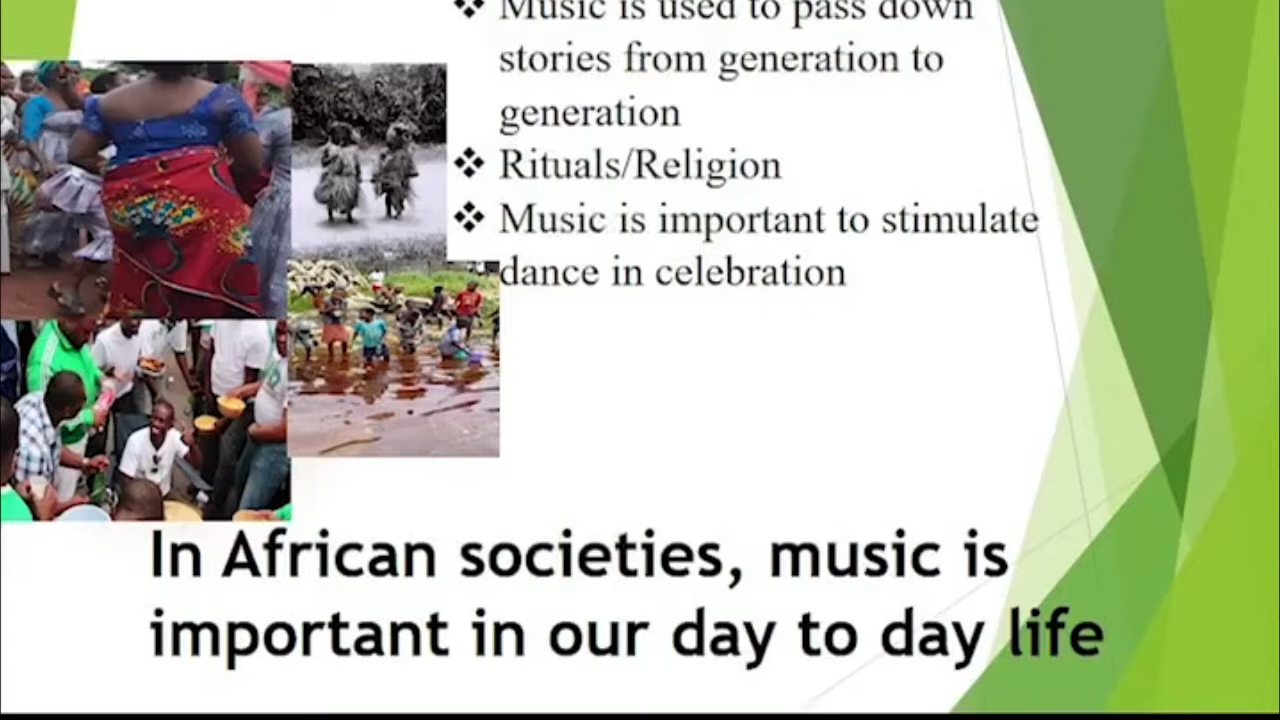 ❖ Music is used to pass down
stories from generation to
generation
❖ Rituals/Religion
❖ Music is important to stimulate
dance in celebration
In African societies, music is
important in our day to day life